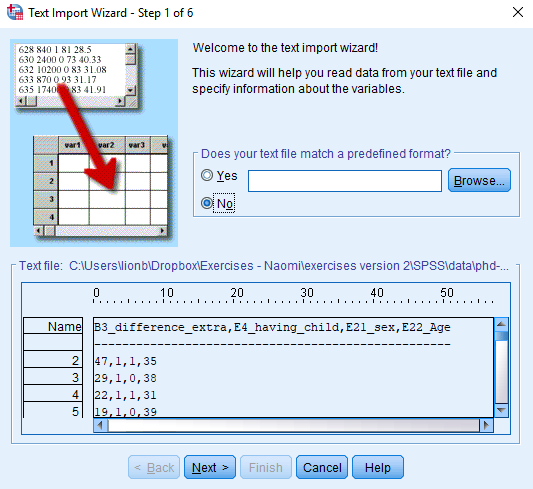 Text Import Wizard - Step 1 of 6
628 840 1 81 28.5
630 2400 0 73 40.33
632 10200 0 83 31.08
633 870 0 93 31.17
635 1740 0 83 41.91
var1 var2 var3 v
1
2
3
4
Welcome to the text import wizard!
This wizard will help you read data from your text file and
specify information about the variables.
Does your text file match a predefined format?
Yes
Browse...
No
Text file: C:\Users\lionb\Dropbox\Exercises - Naomi\exercises version 2\SPSS\data\phd-...
0 10 20 30 40 50
Name B3_difference_extra,E4_having_child,E21_sex,E22_Age
2 47,1,1,35
3 29,1,0,38
4 22,1,1,31
5 19,1,0,39
< Back Next > Finish Cancel Help